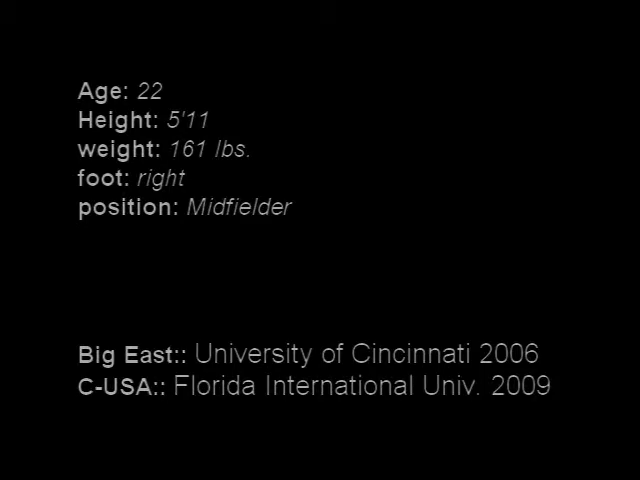 Age: 22
Height: 5'11
weight: 161 lbs.
foot: right
position: Midfielder
Big East:: University of Cincinnati 2006
C-USA:: Florida International Univ. 2009